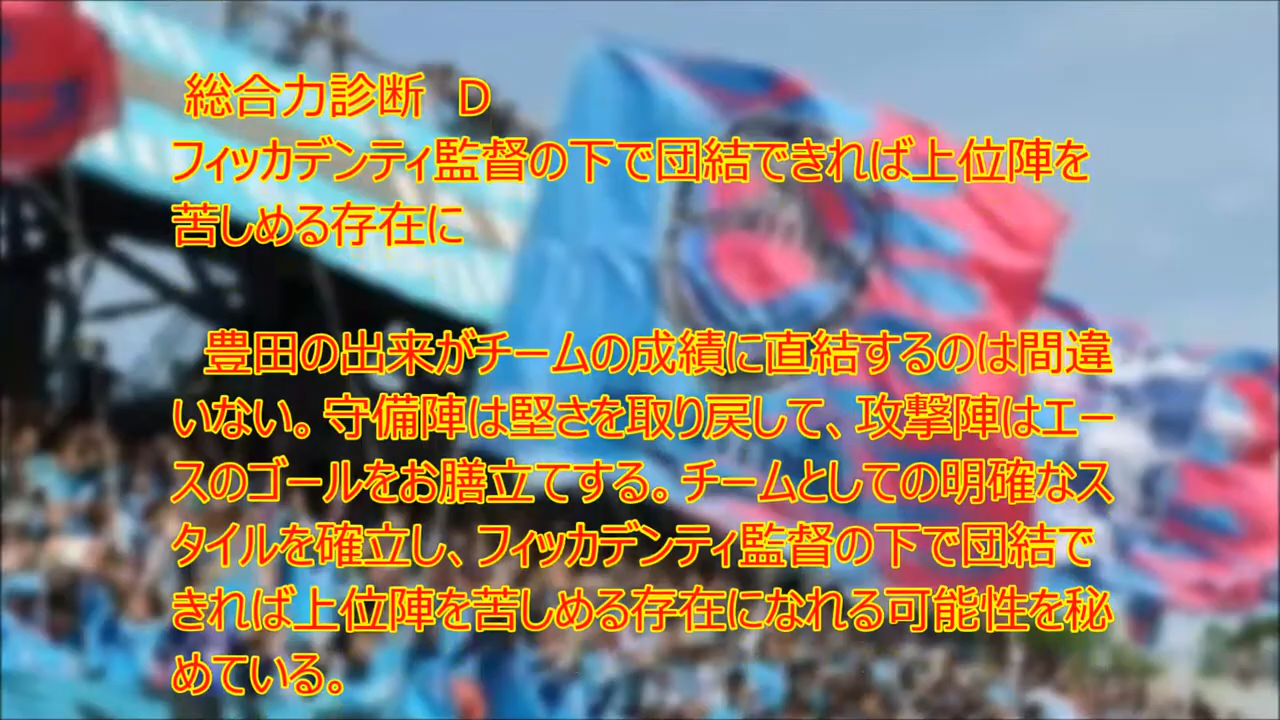 総合力診断　D
フィッカデンティ監督の下で団結できれば上位陣を
苦しめる存在に
豊田の出来がチームの成績に直結するのは間違
いない。守備陣は堅さを取り戻して、攻撃陣はエー
スのゴールをお膳立てする。チームとしての明確なス
タイルを確立し、フィッカデンティ監督の下で団結で
きれば上位陣を苦しめる存在になれる可能性を秘
めている。